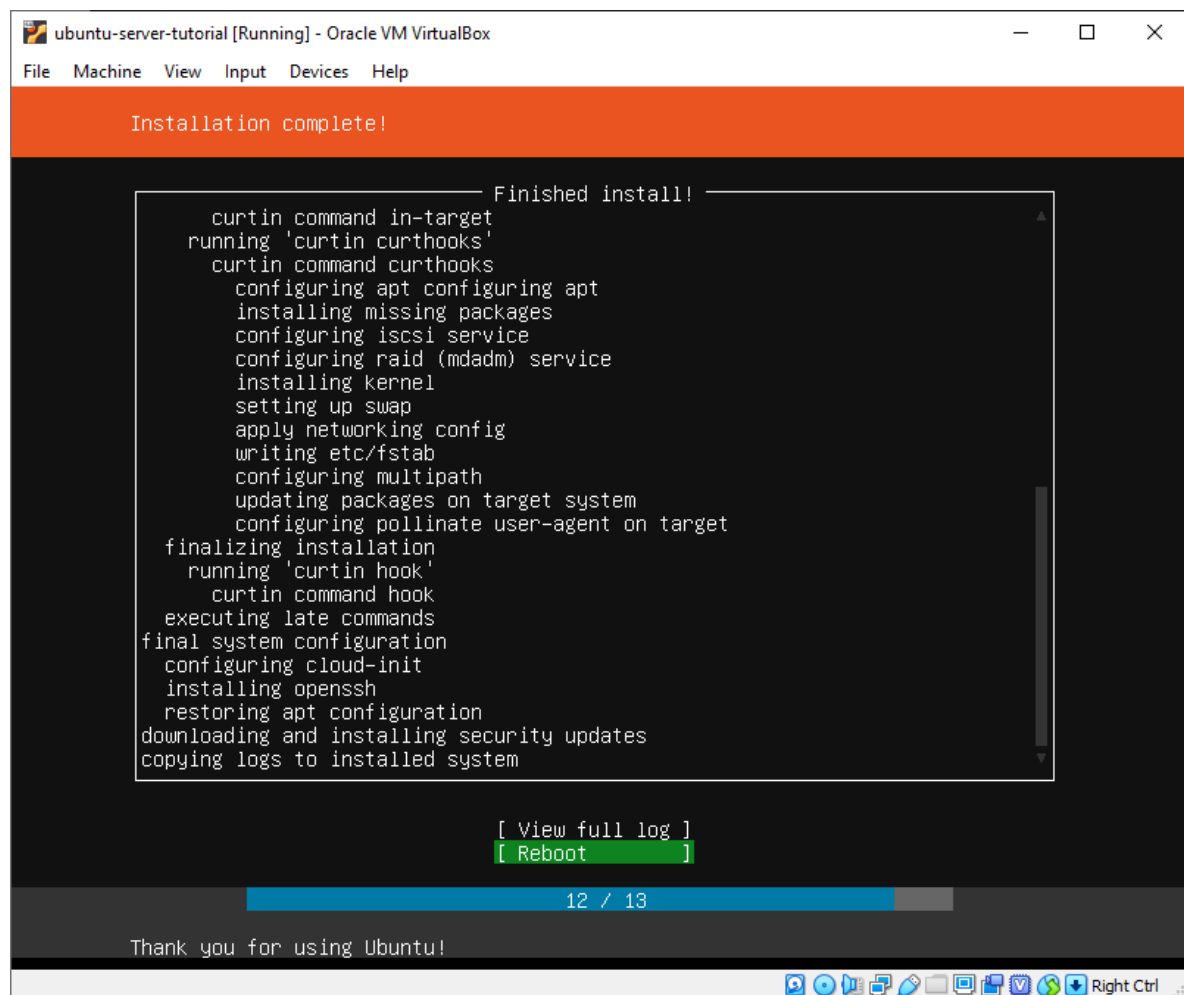 ubuntu-server-tutorial [Running] - Oracle VM VirtualBox
File Machine View Input Devices Help
Installation complete!
Finished install!
curtin command in-target
running 'curtin curthooks'
curtin command curthooks
configuring apt configuring apt
installing missing packages
configuring iscsi service
configuring raid (mdadm) service
installing kernel
setting up swap
apply networking config
writing etc/fstab
configuring multipath
updating packages on target system
configuring pollinate user-agent on target
finalizing installation
running 'curtin hook'
curtin command hook
executing late commands
final system configuration
configuring cloud-init
installing openssh
restoring apt configuration
downloading and installing security updates
copying logs to installed system
[ View full log ]
[ Reboot ]
12 / 13
Thank you for using Ubuntu!
Right Ctrl